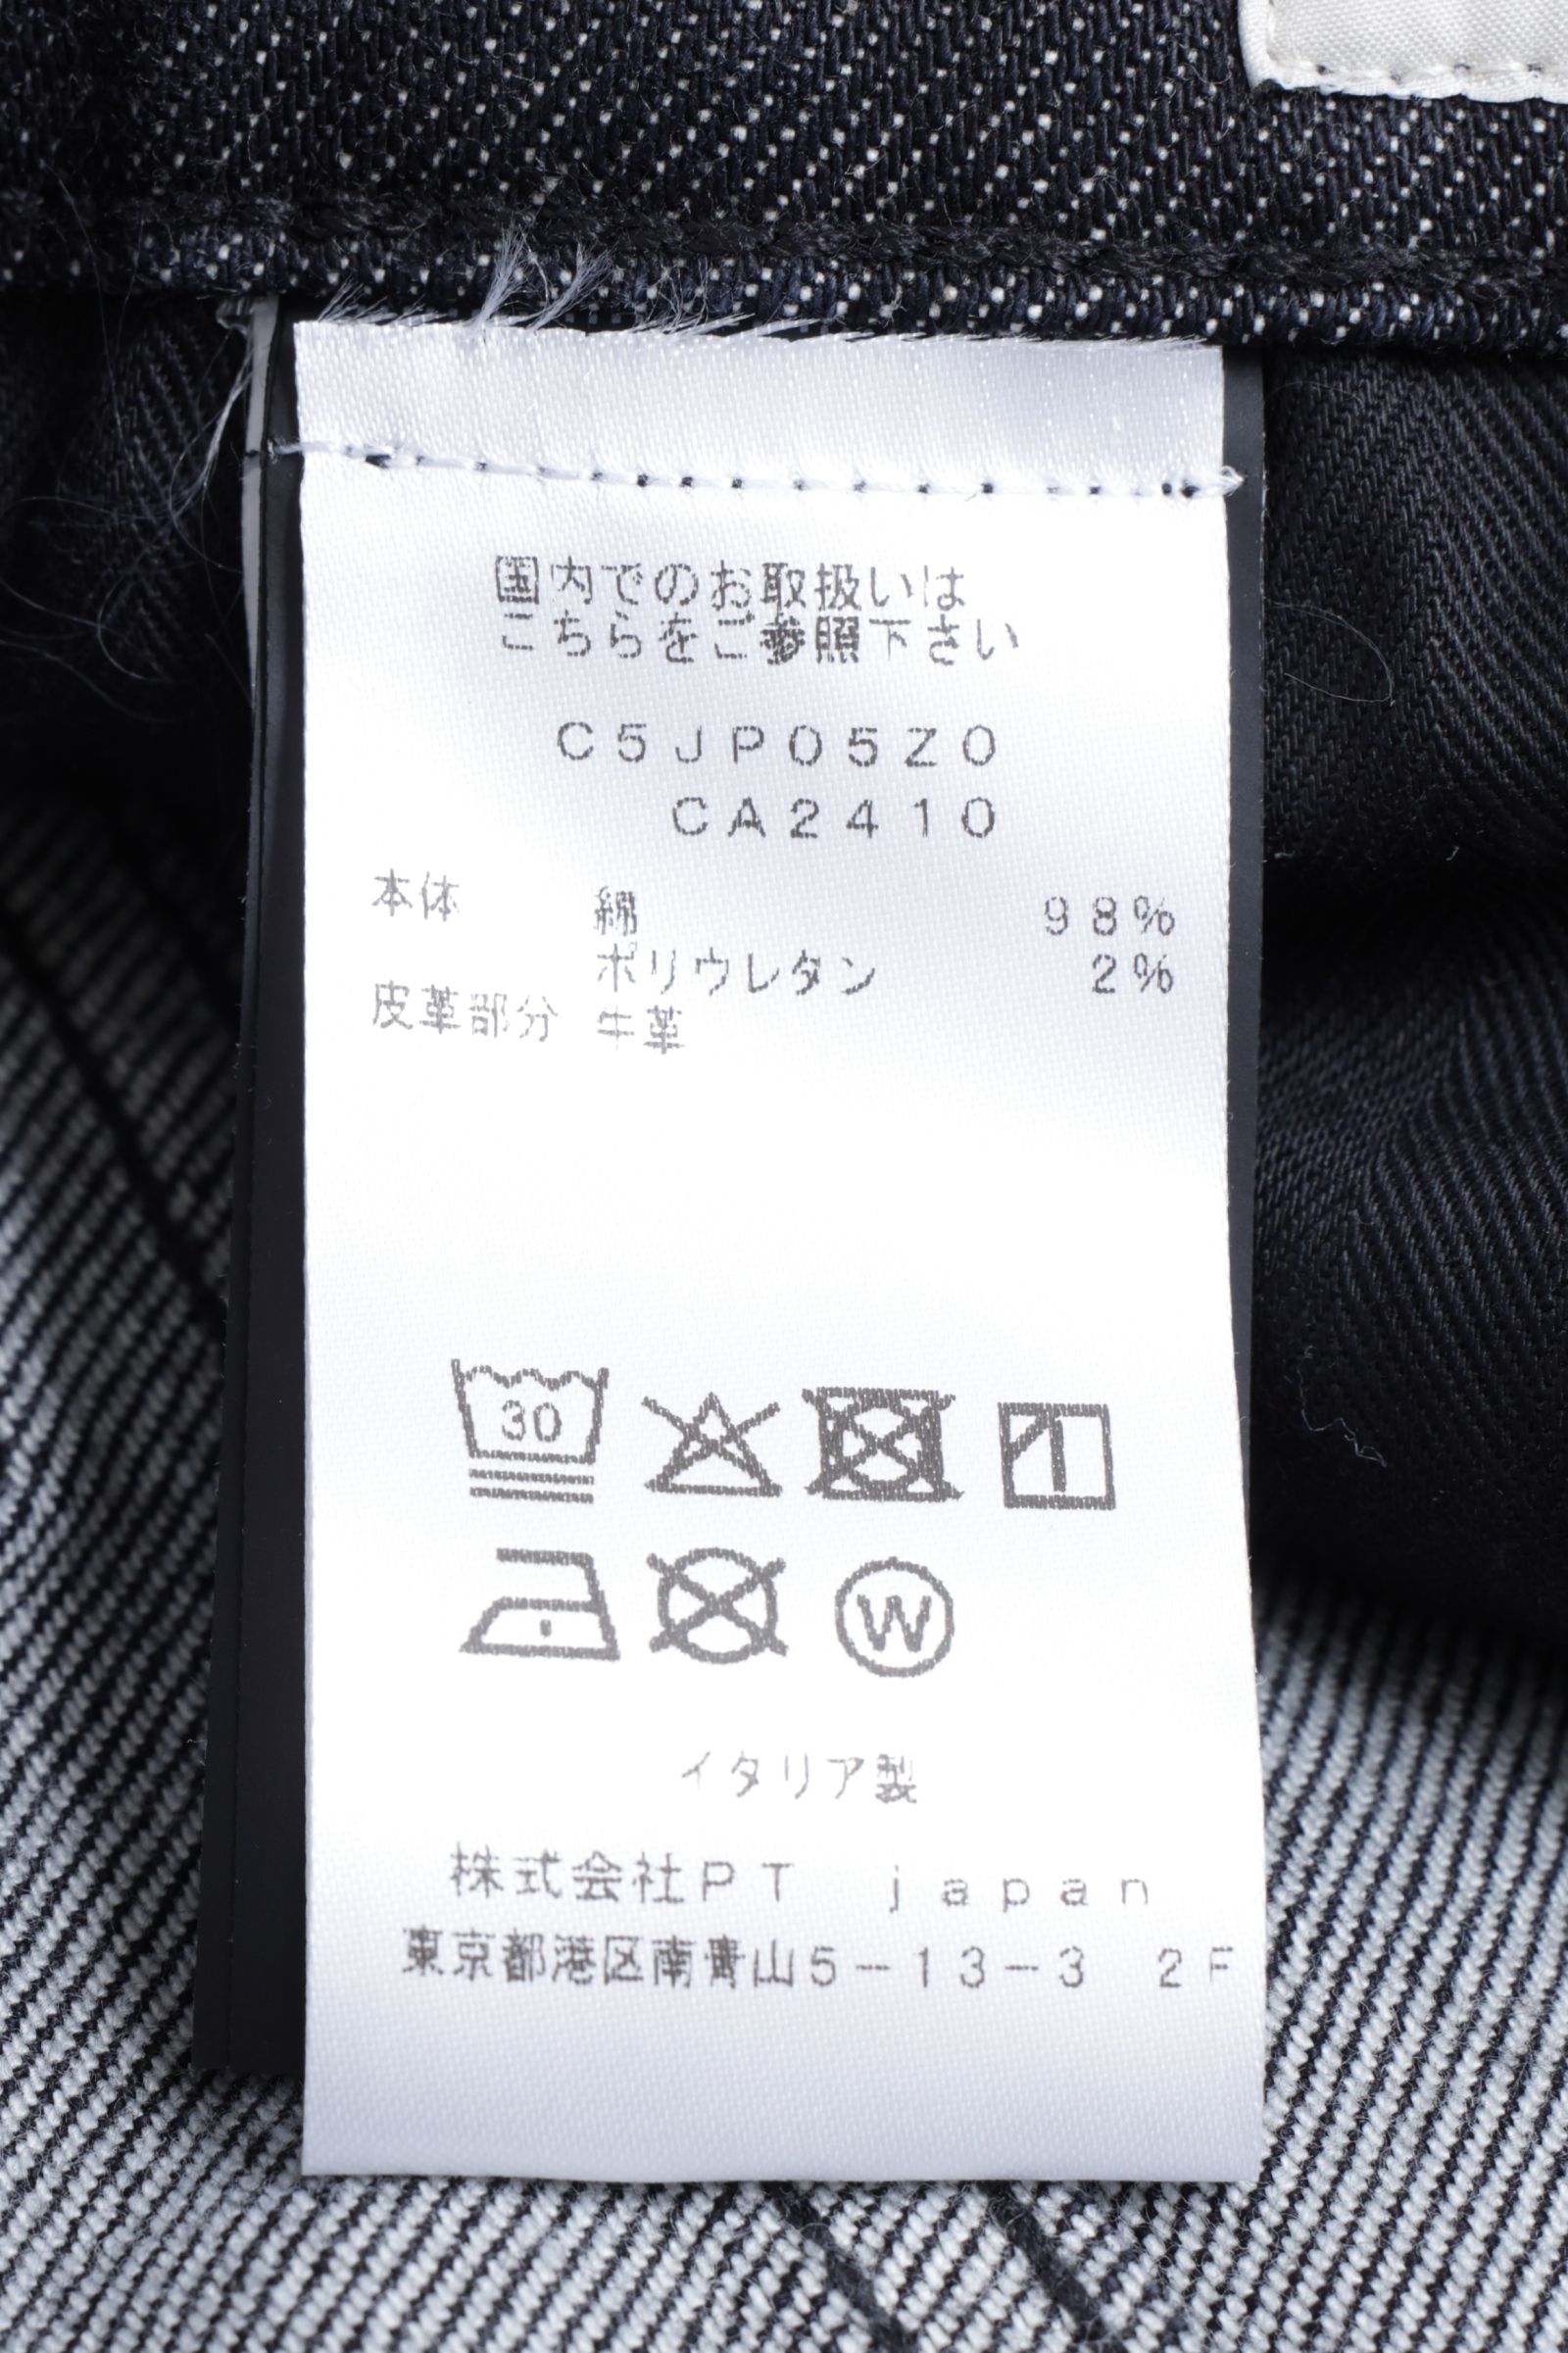 国内でのお取扱いは
こちらをご参照下さい
C5JP05Z0
CA2410
本体 綿 98%
ポリウレタン 2%
皮革部分 牛革
30
W
イタリア製
株式会社PT japan
東京都港区南青山5-13-3 2F